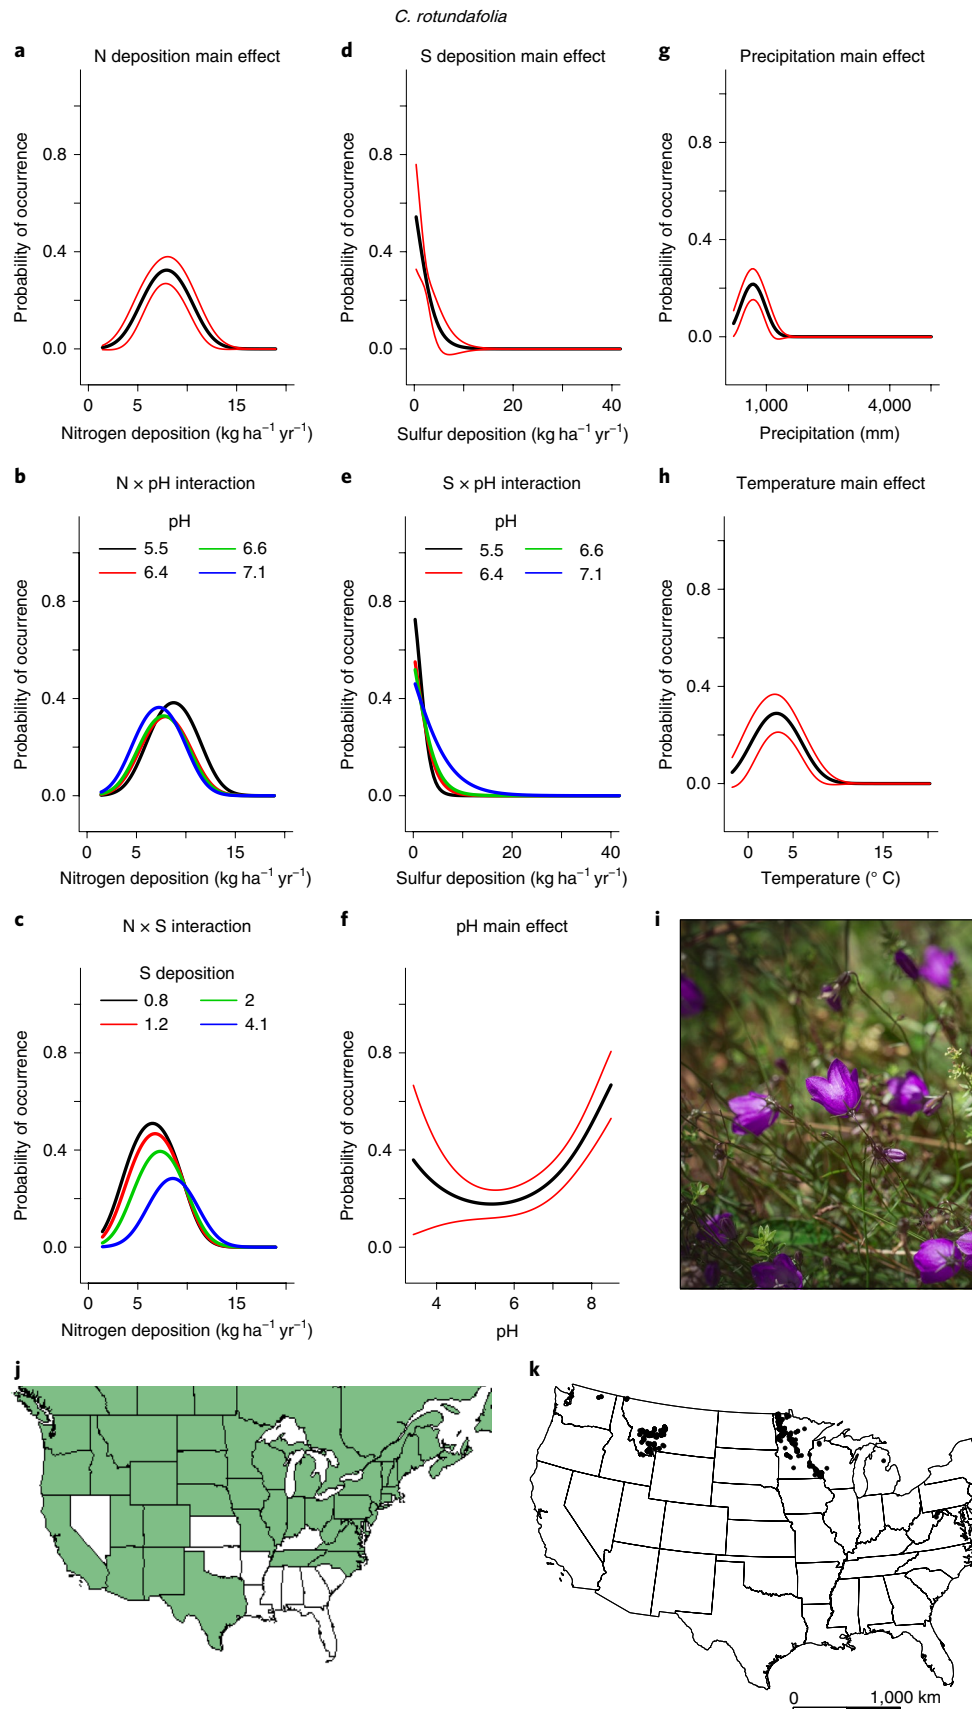 C. rotundafolia
a
N deposition main effect
Probability of occurrence
0.8
0.4
0.0
0
5
15
Nitrogen deposition (kg ha−1 yr−1)
d
S deposition main effect
Probability of occurrence
0.8
0.4
0.0
0
20
40
Sulfur deposition (kg ha−1 yr−1)
g
Precipitation main effect
Probability of occurrence
0.8
0.4
0.0
1,000
4,000
Precipitation (mm)
b
N × pH interaction
pH
5.5
6.6
6.4
7.1
Probability of occurrence
0.8
0.4
0.0
0
5
15
Nitrogen deposition (kg ha−1 yr−1)
e
S × pH interaction
pH
5.5
6.6
6.4
7.1
Probability of occurrence
0.8
0.4
0.0
0
20
40
Sulfur deposition (kg ha−1 yr−1)
h
Temperature main effect
Probability of occurrence
0.8
0.4
0.0
0
5
15
Temperature (° C)
c
N × S interaction
S deposition
0.8
2
1.2
4.1
Probability of occurrence
0.8
0.4
0.0
0
5
15
Nitrogen deposition (kg ha−1 yr−1)
f
pH main effect
Probability of occurrence
0.8
0.4
0.0
4
6
8
pH
i
j
k
0
1,000 km